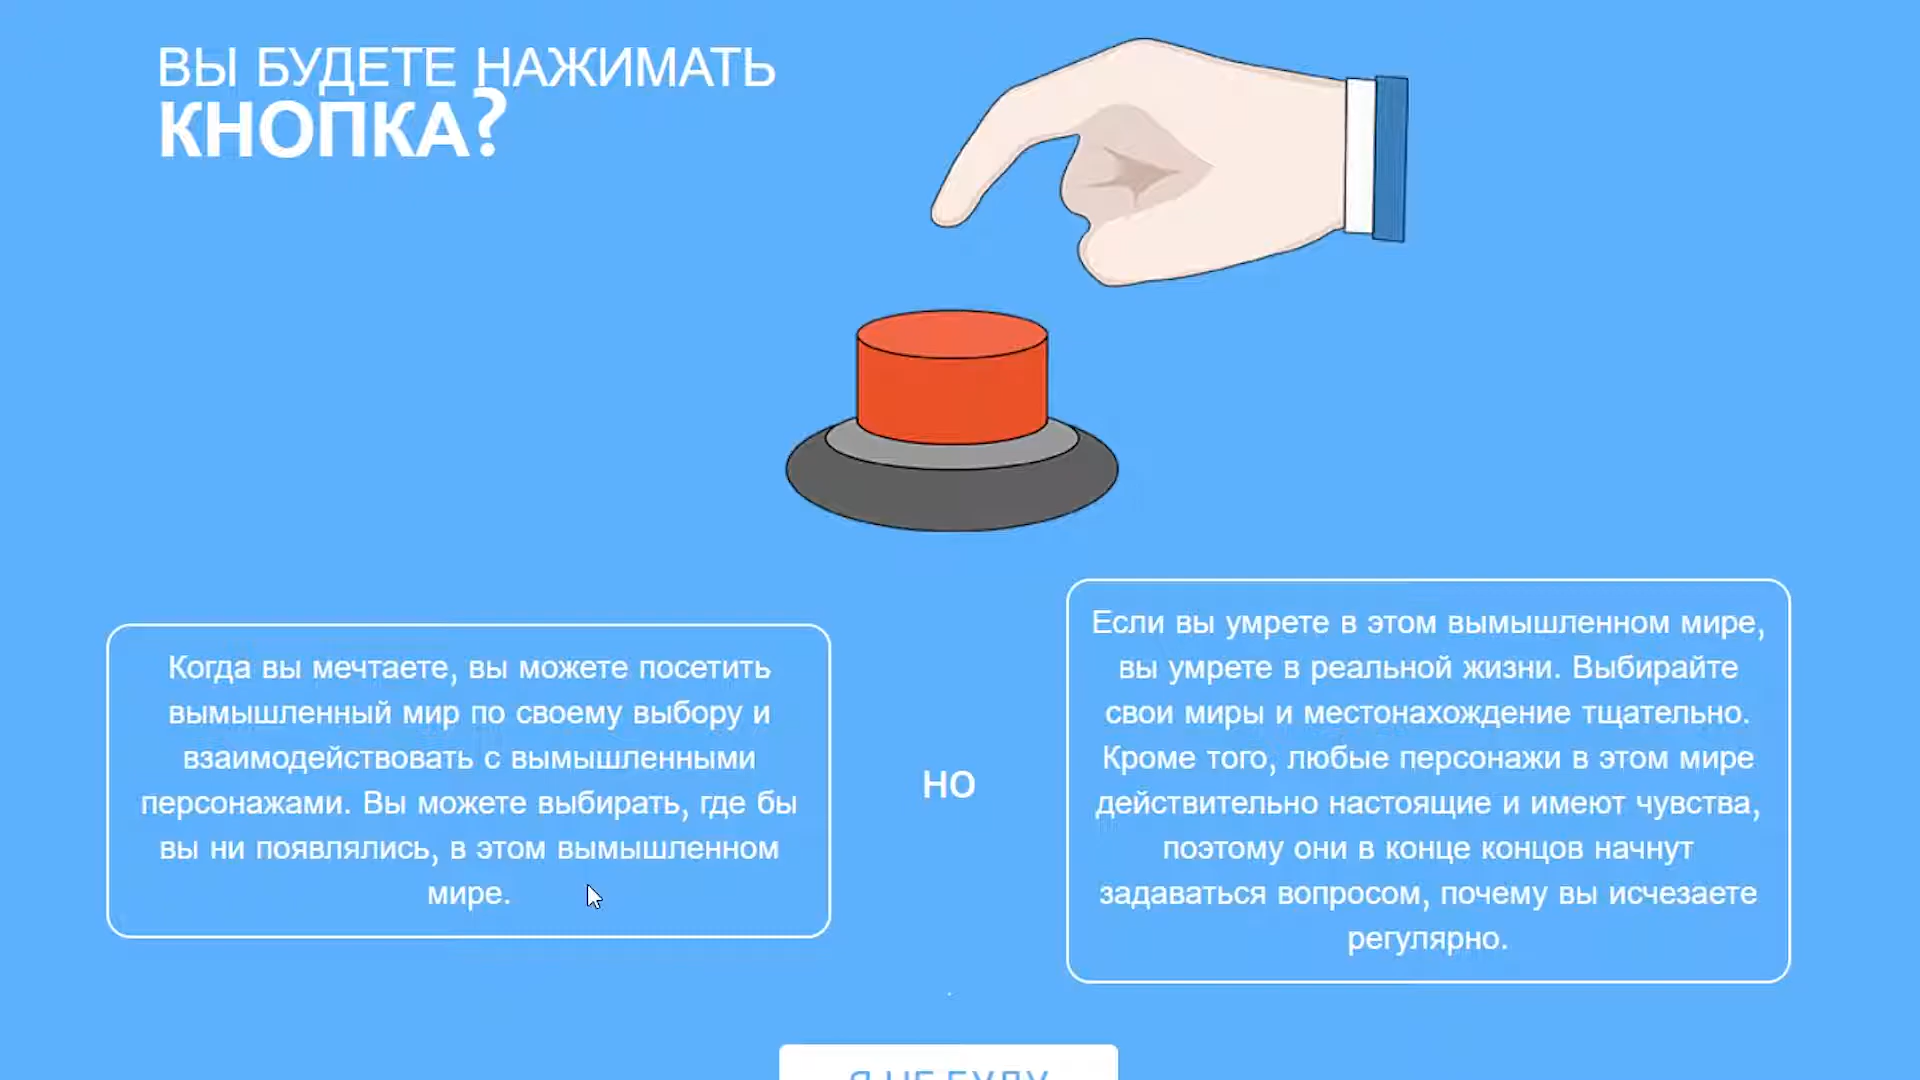 ВЫ БУДЕТЕ НАЖИМАТЬ
КНОПКА?
Когда вы мечтаете, вы можете посетить
вымышленный мир по своему выбору и
взаимодействовать с вымышленными
персонажами. Вы можете выбирать, где бы
вы ни появлялись, в этом вымышленном
мире.
НО
Если вы умрете в этом вымышленном мире,
вы умрете в реальной жизни. Выбирайте
свои миры и местонахождение тщательно.
Кроме того, любые персонажи в этом мире
действительно настоящие и имеют чувства,
поэтому они в конце концов начнут
задаваться вопросом, почему вы исчезаете
регулярно.
Я НЕ БУДУ